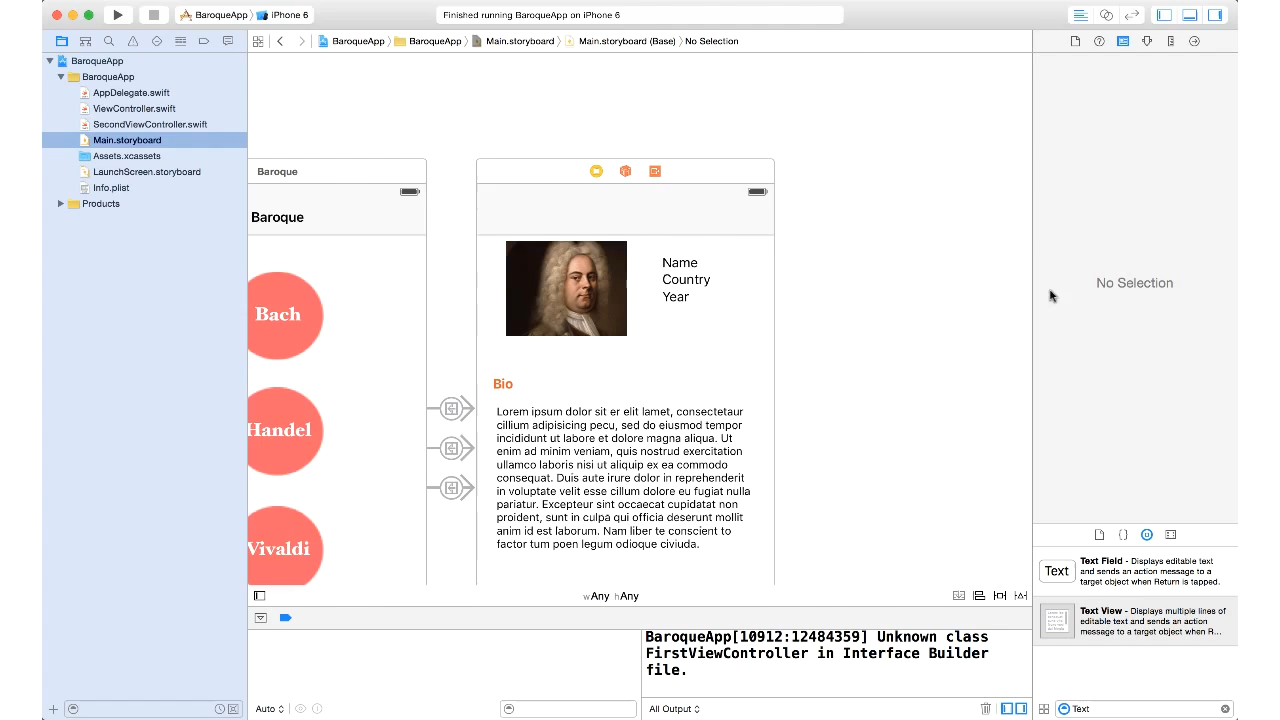 BaroqueApp
iPhone 6
Finished running BaroqueApp on iPhone 6
BaroqueApp
BaroqueApp
Main.storyboard
Main.storyboard (Base)
No Selection
BaroqueApp
BaroqueApp
AppDelegate.swift
ViewController.swift
SecondViewController.swift
Main.storyboard
Assets.xcassets
LaunchScreen.storyboard
Info.plist
Products
Baroque
Baroque
Bach
Handel
Vivaldi
Name
Country
Year
Bio
Lorem ipsum dolor sit er elit lamet, consectetaur
cillium adipisicing pecu, sed do eiusmod tempor
incididunt ut labore et dolore magna aliqua. Ut
enim ad minim veniam, quis nostrud exercitation
ullamco laboris nisi ut aliquip ex ea commodo
consequat. Duis aute irure dolor in reprehenderit
in voluptate velit esse cillum dolore eu fugiat nulla
pariatur. Excepteur sint occaecat cupidatat non
proident, sunt in culpa qui officia deserunt mollit
anim id est laborum. Nam liber te conscient to
factor tum poen legum odioque civiuda.
wAny hAny
No Selection
Text
Text Field - Displays editable text
and sends an action message to a
target object when Return is tapped.
Text View - Displays multiple lines of
editable text and sends an action
message to a target object when R...
BaroqueApp[10912:12484359] Unknown class
FirstViewController in Interface Builder
file.
Auto
All Output
Text